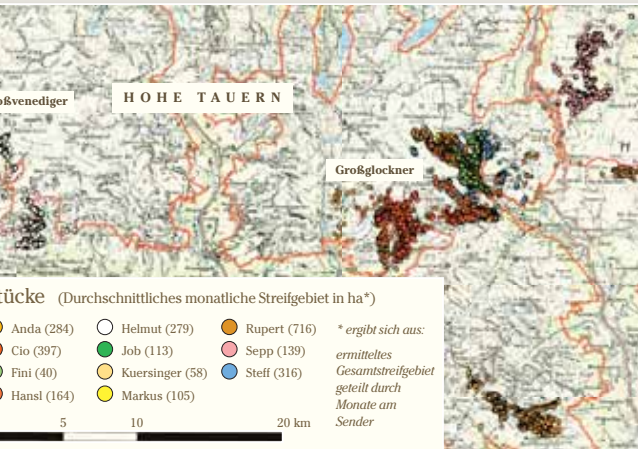 oßvenediger
HOHE TAUERN
Großglockner
H
tücke (Durchschnittliches monatliche Streifgebiet in ha*)
Anda (284)
Cio (397)
Fini (40)
Hansl (164)
Helmut (279)
Job (113)
Kuersinger (58)
Markus (105)
Rupert (716)
Sepp (139)
Steff (316)
* ergibt sich aus:
ermitteltes
Gesamtstreifgebiet
geteilt durch
Monate am
Sender
5 10 20 km